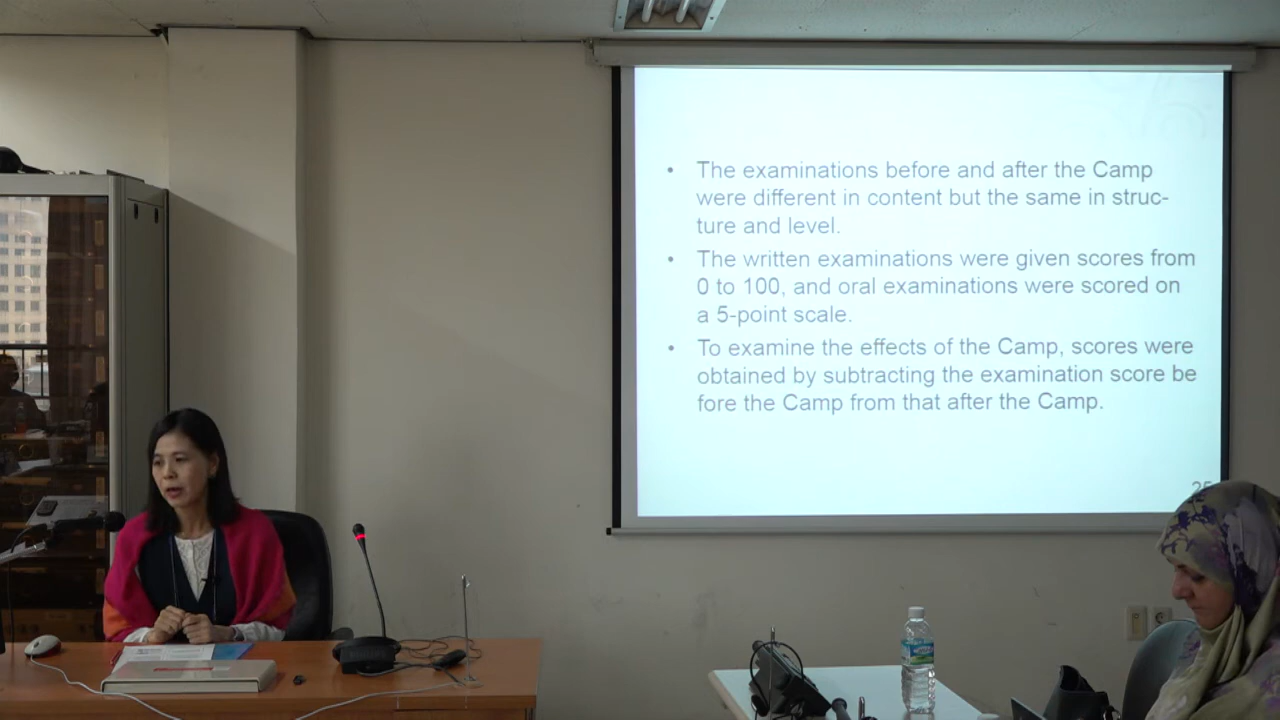 • The examinations before and after the Camp
were different in content but the same in struc-
ture and level.
• The written examinations were given scores from
0 to 100, and oral examinations were scored on
a 5-point scale.
• To examine the effects of the Camp, scores were
obtained by subtracting the examination score be
fore the Camp from that after the Camp.